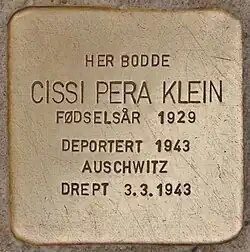 HER BODDE
CISSI PERA KLEIN
FØDSELSÅR 1929
DEPORTERT 1943
AUSCHWITZ
DREPT 3.3.1943